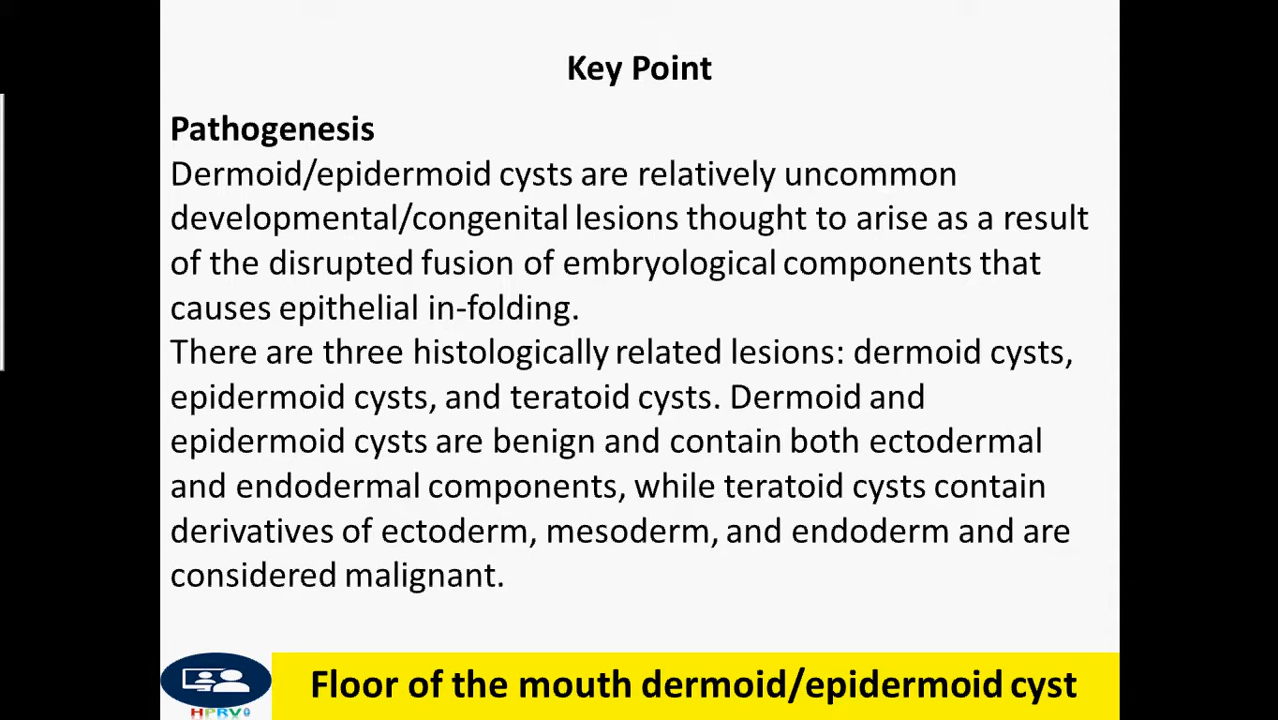 Key Point
Pathogenesis
Dermoid/epidermoid cysts are relatively uncommon
developmental/congenital lesions thought to arise as a result
of the disrupted fusion of embryological components that
causes epithelial in-folding.
There are three histologically related lesions: dermoid cysts,
epidermoid cysts, and teratoid cysts. Dermoid and
epidermoid cysts are benign and contain both ectodermal
and endodermal components, while teratoid cysts contain
derivatives of ectoderm, mesoderm, and endoderm and are
considered malignant.
Floor of the mouth dermoid/epidermoid cyst
HPRV